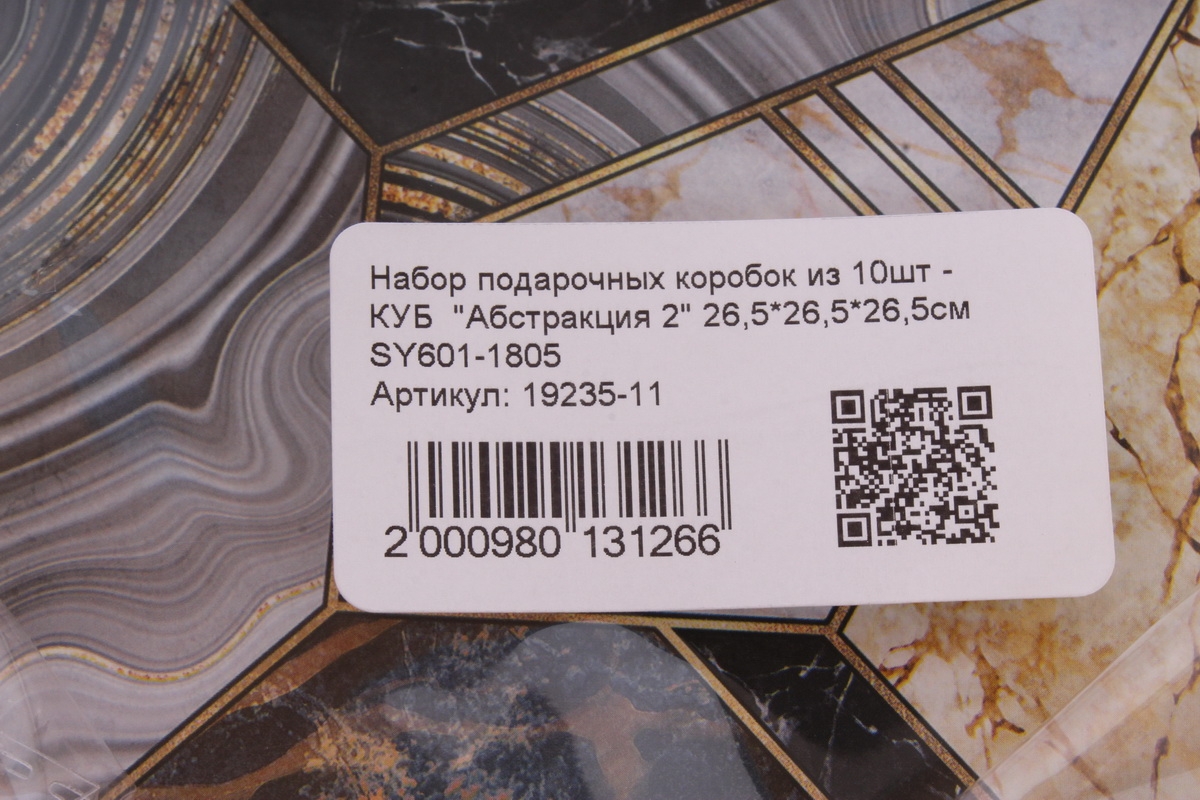 Набор подарочных коробок из 10шт -
КУБ "Абстракция 2" 26,5*26,5*26,5см
SY601-1805
Артикул: 19235-11
2 000980 131266